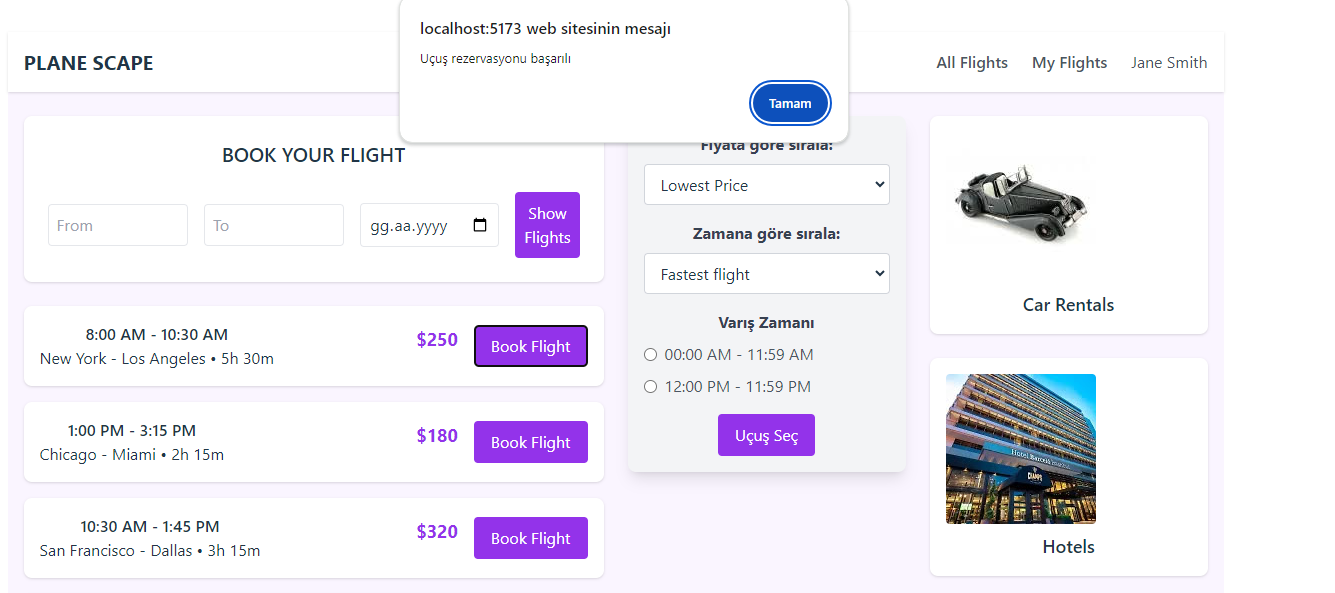 localhost:5173 web sitesinin mesajı
Uçuş rezervasyonu başarılı
Tamam
PLANE SCAPE
All Flights
My Flights
Jane Smith
BOOK YOUR FLIGHT
From
To
gg.aa.yyyy
Show
Flights
8:00 AM - 10:30 AM
New York - Los Angeles • 5h 30m
$250
Book Flight
1:00 PM - 3:15 PM
Chicago - Miami • 2h 15m
$180
Book Flight
10:30 AM - 1:45 PM
San Francisco - Dallas • 3h 15m
$320
Book Flight
Fiyata göre sırala:
Lowest Price
Zamana göre sırala:
Fastest flight
Varış Zamanı
00:00 AM - 11:59 AM
12:00 PM - 11:59 PM
Uçuş Seç
Car Rentals
Hotel Barceló
Hotels